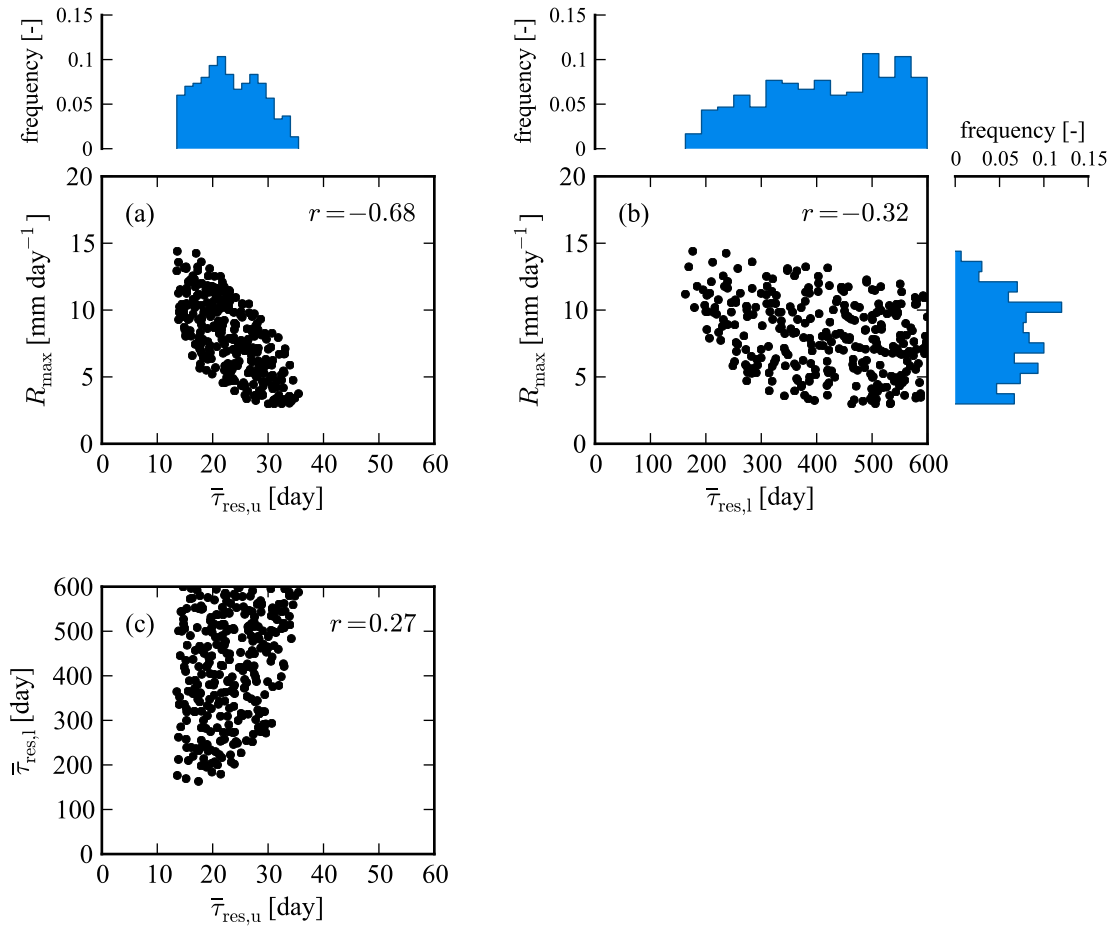 0.15
0.1
0.05
0
frequency [-]
0.15
0.1
0.05
0
frequency [-]
frequency [-]
0 0.05 0.1 0.15
20
15
10
5
0
R_max [mm day⁻¹]
(a)
r=−0.68
0 10 20 30 40 50 60
τ̄_res,u [day]
20
15
10
5
0
R_max [mm day⁻¹]
(b)
r=−0.32
0 100 200 300 400 500 600
τ̄_res,l [day]
600
500
400
300
200
100
0
τ̄_res,l [day]
(c)
r=0.27
0 10 20 30 40 50 60
τ̄_res,u [day]